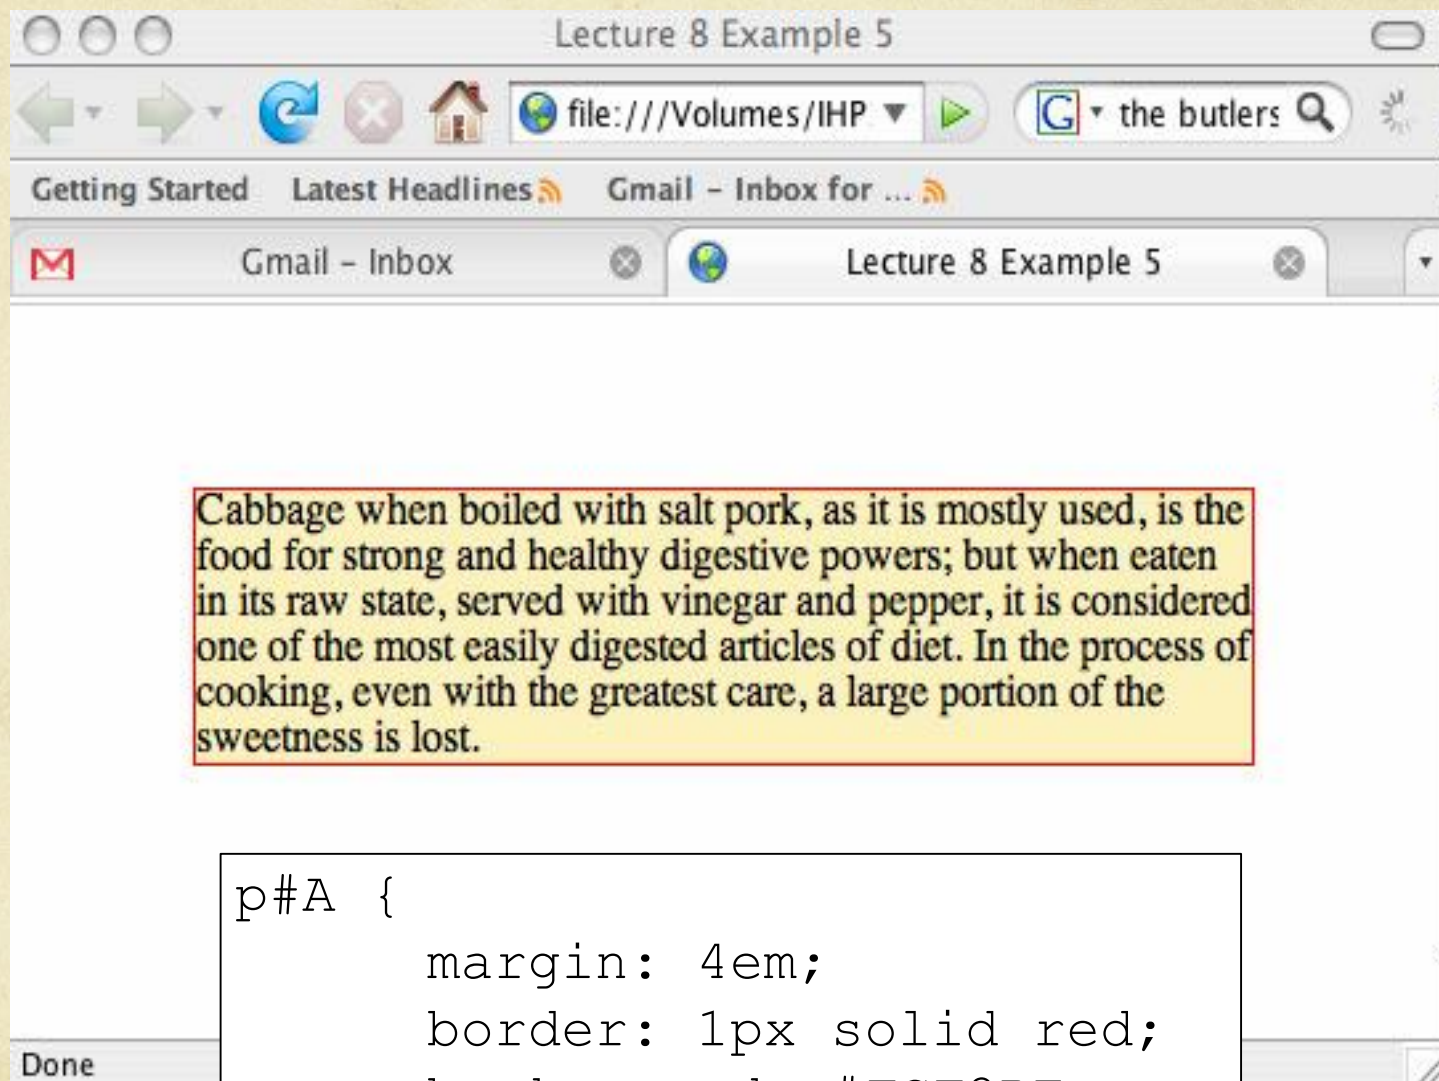 Lecture 8 Example 5
file:///Volumes/IHP
G the butlers
Getting Started Latest Headlines Gmail – Inbox for ...
Gmail – Inbox
Lecture 8 Example 5
Cabbage when boiled with salt pork, as it is mostly used, is the
food for strong and healthy digestive powers; but when eaten
in its raw state, served with vinegar and pepper, it is considered
one of the most easily digested articles of diet. In the process of
cooking, even with the greatest care, a large portion of the
sweetness is lost.
p#A {
margin: 4em;
border: 1px solid red;
Done